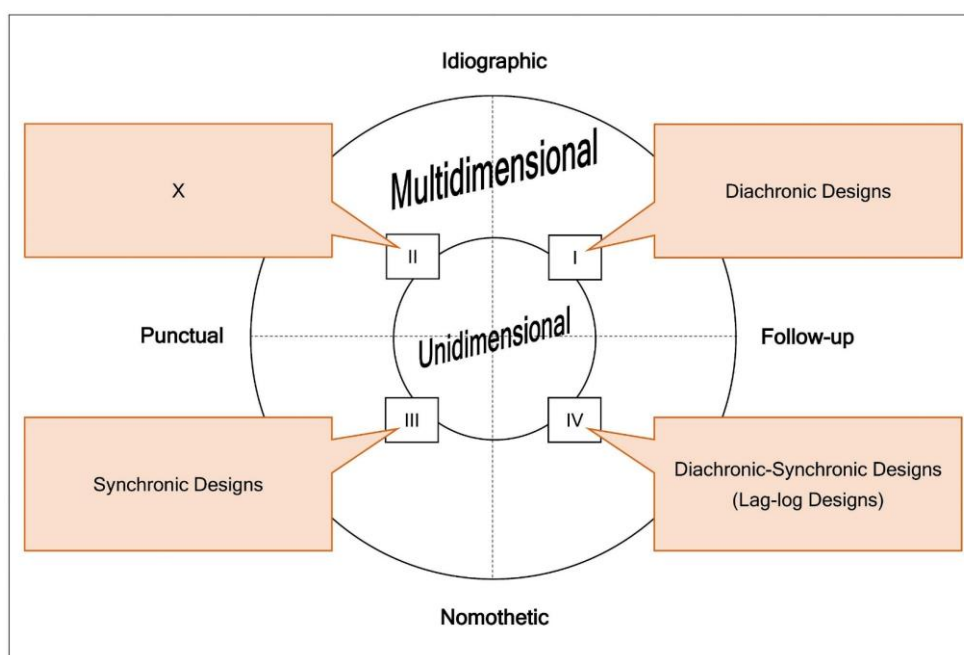 Idiographic
Multidimensional
X
Diachronic Designs
II
I
Punctual
Unidimensional
Follow-up
III
IV
Synchronic Designs
Diachronic-Synchronic Designs
(Lag-log Designs)
Nomothetic